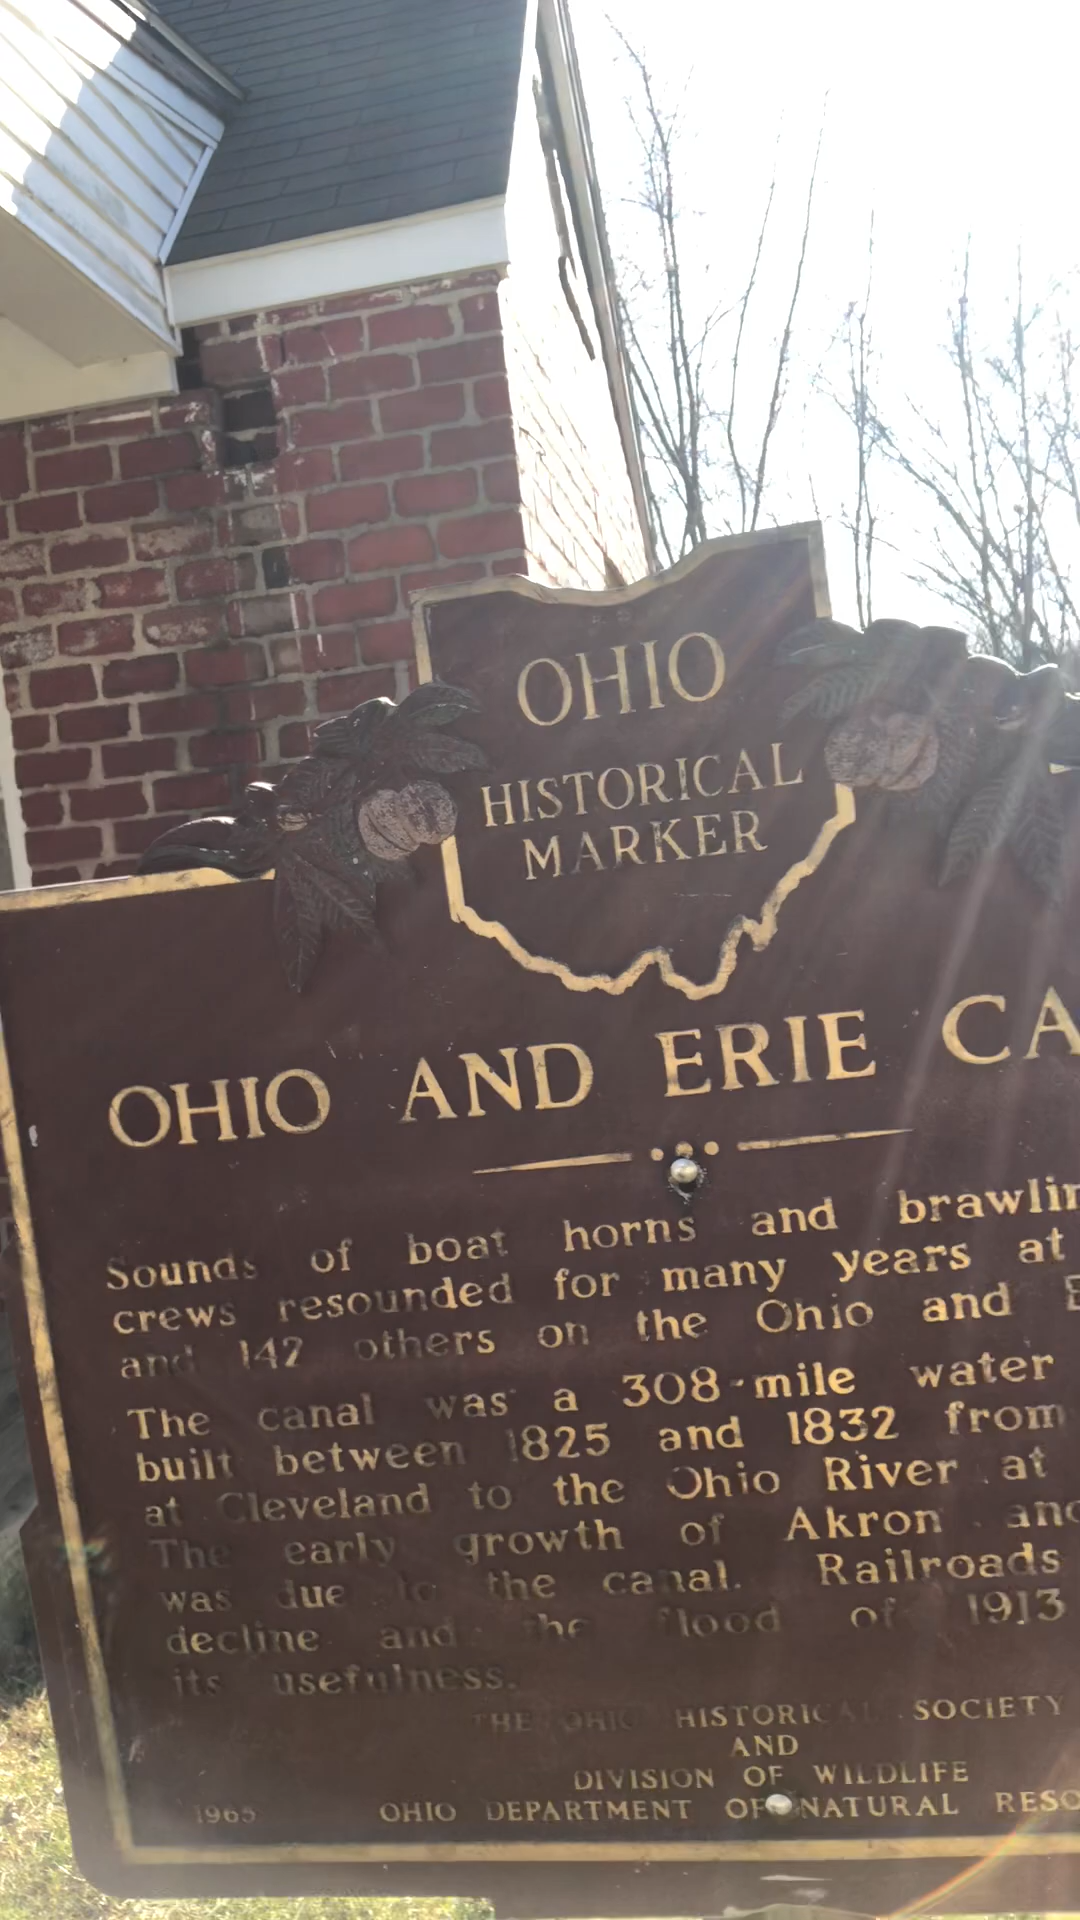 OHIO
HISTORICAL
MARKER
OHIO AND ERIE CA
Sounds of boat horns and brawlin
crews resounded for many years at
and 142 others on the Ohio and E
The canal was a 308-mile water
built between 1825 and 1832 from
at Cleveland to the Ohio River at
The early growth of Akron and
was due to the canal. Railroads
decline and the flood of 1913
its usefulness.
THE OHIO HISTORICAL SOCIETY
AND
DIVISION OF WILDLIFE
1965 OHIO DEPARTMENT OF NATURAL RESO